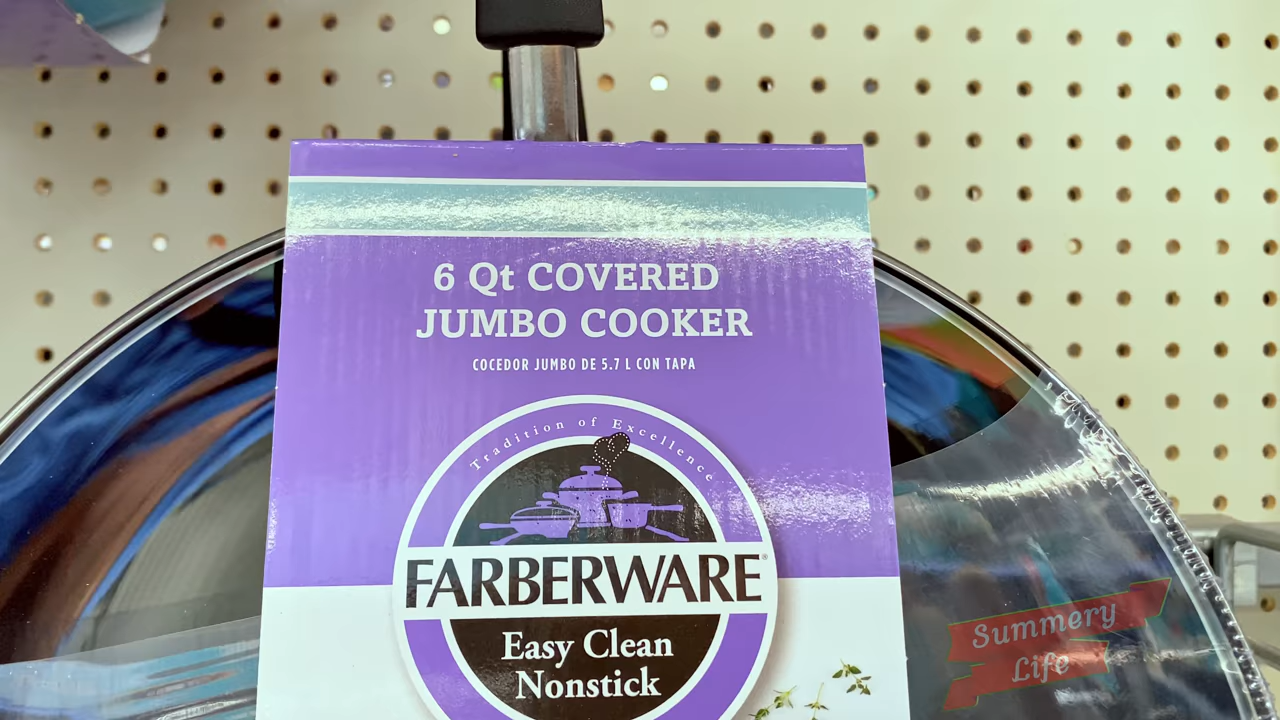 6 Qt COVERED
JUMBO COOKER
COCEDOR JUMBO DE 5.7 L CON TAPA
Tradition of Excellence
FARBERWARE®
Easy Clean
Nonstick
Summery
Life